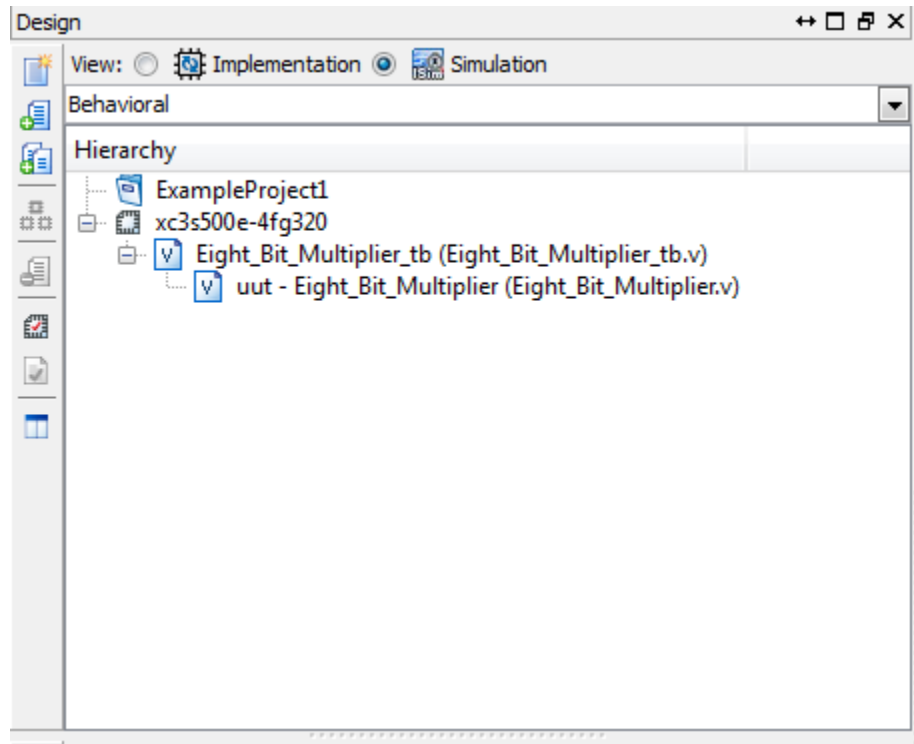 Design
View: Implementation Simulation
Behavioral
Hierarchy
ExampleProject1
xc3s500e-4fg320
Eight_Bit_Multiplier_tb (Eight_Bit_Multiplier_tb.v)
uut - Eight_Bit_Multiplier (Eight_Bit_Multiplier.v)